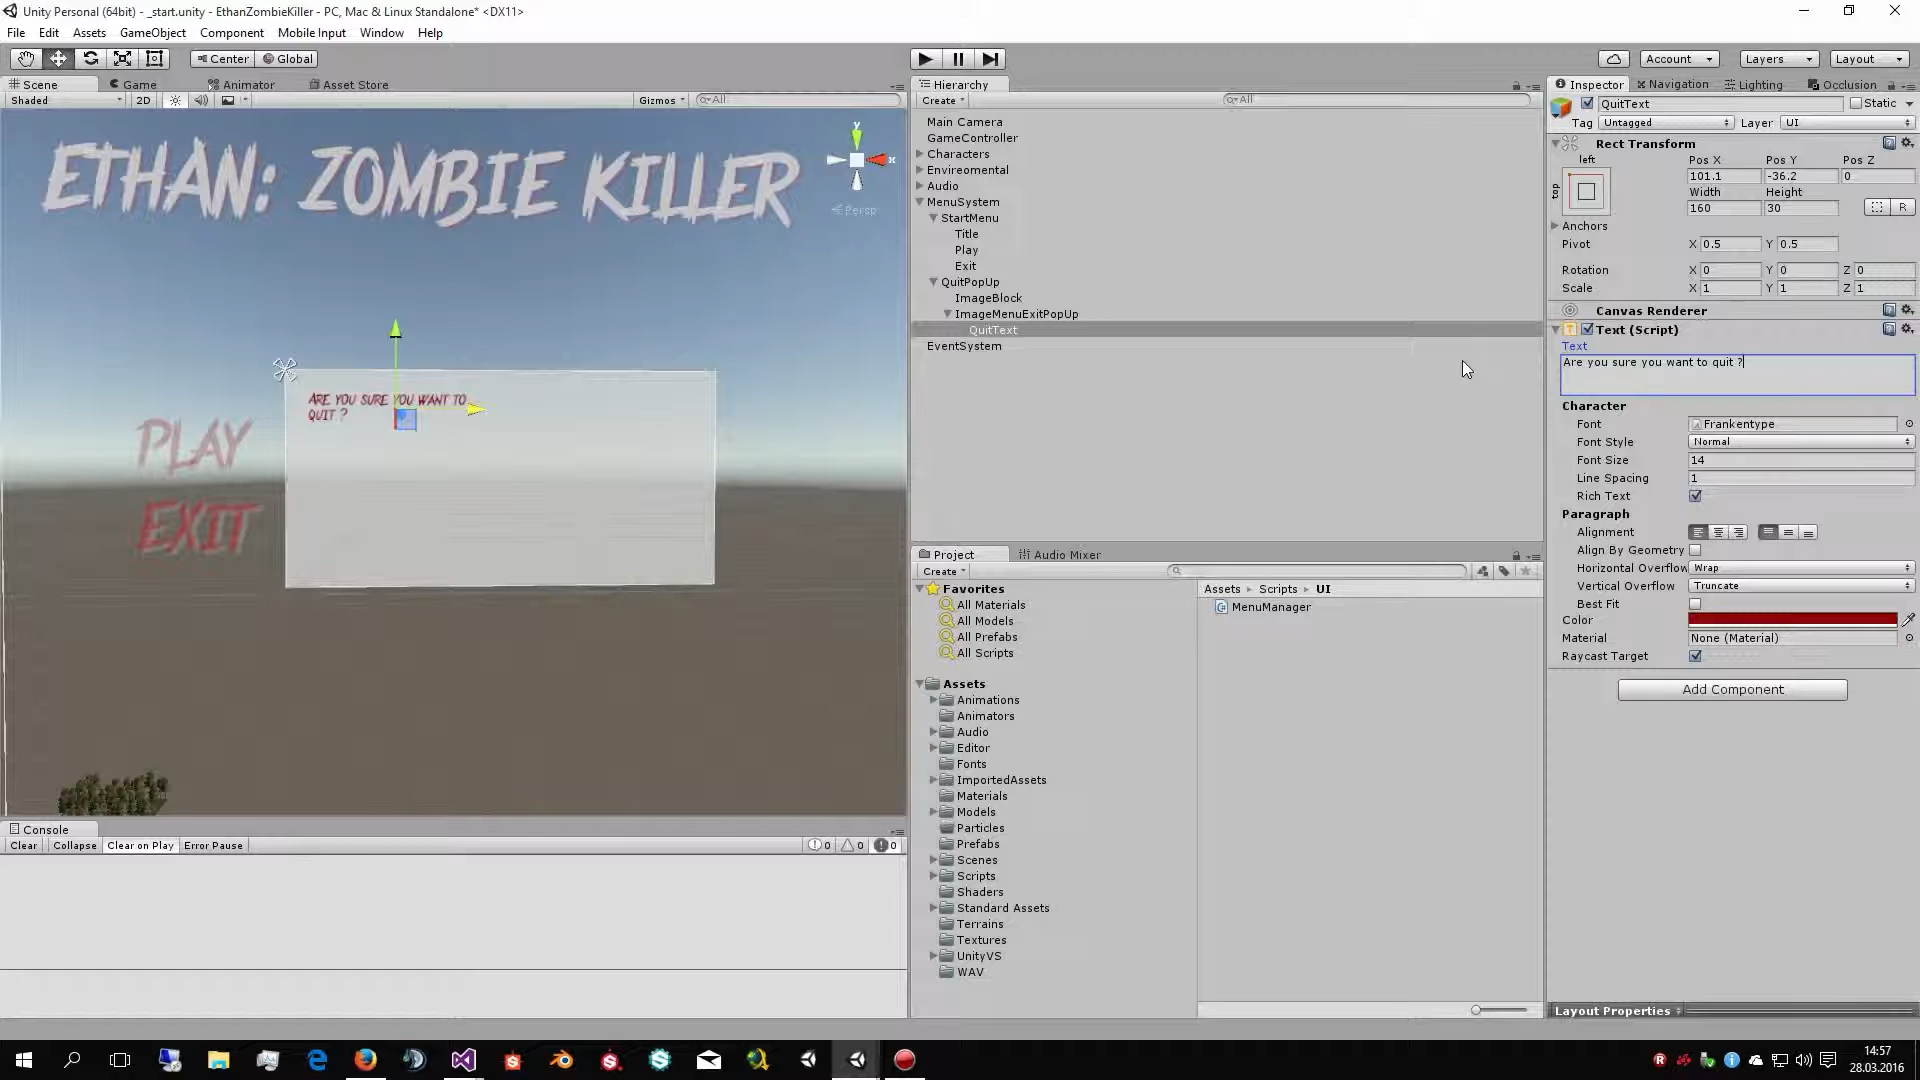 Unity Personal (64bit) - _start.unity - EthanZombieKiller - PC, Mac & Linux Standalone* <DX11>
File Edit Assets GameObject Component Mobile Input Window Help
Center Global
Account Layers Layout
Scene Game Animator Asset Store
Shaded 2D Gizmos All
ETHAN: ZOMBIE KILLER
y
x
Persp
ARE YOU SURE YOU WANT TO
QUIT ?
PLAY
EXIT
Console
Clear Collapse Clear on Play Error Pause 0 0 0
Hierarchy
Create All
Main Camera
GameController
Characters
Enviremental
Audio
MenuSystem
StartMenu
Title
Play
Exit
QuitPopUp
ImageBlock
ImageMenuExitPopUp
QuitText
EventSystem
Project Audio Mixer
Create
Favorites
All Materials
All Models
All Prefabs
All Scripts
Assets
Animations
Animators
Audio
Editor
Fonts
ImportedAssets
Materials
Models
Particles
Prefabs
Scenes
Scripts
Shaders
Standard Assets
Terrains
Textures
UnityVS
WAV
Assets Scripts UI
MenuManager
Inspector Navigation Lighting Occlusion
QuitText Static
Tag Untagged Layer UI
Rect Transform
left
top
Pos X Pos Y Pos Z
101.1 -36.2 0
Width Height
160 30
R
Anchors
Pivot X 0.5 Y 0.5
Rotation X 0 Y 0 Z 0
Scale X 1 Y 1 Z 1
Canvas Renderer
Text (Script)
Text
Are you sure you want to quit ?
Character
Font Frankentype
Font Style Normal
Font Size 14
Line Spacing 1
Rich Text
Paragraph
Alignment
Align By Geometry
Horizontal Overflow Wrap
Vertical Overflow Truncate
Best Fit
Color
Material None (Material)
Raycast Target
Add Component
Layout Properties
14:57
28.03.2016